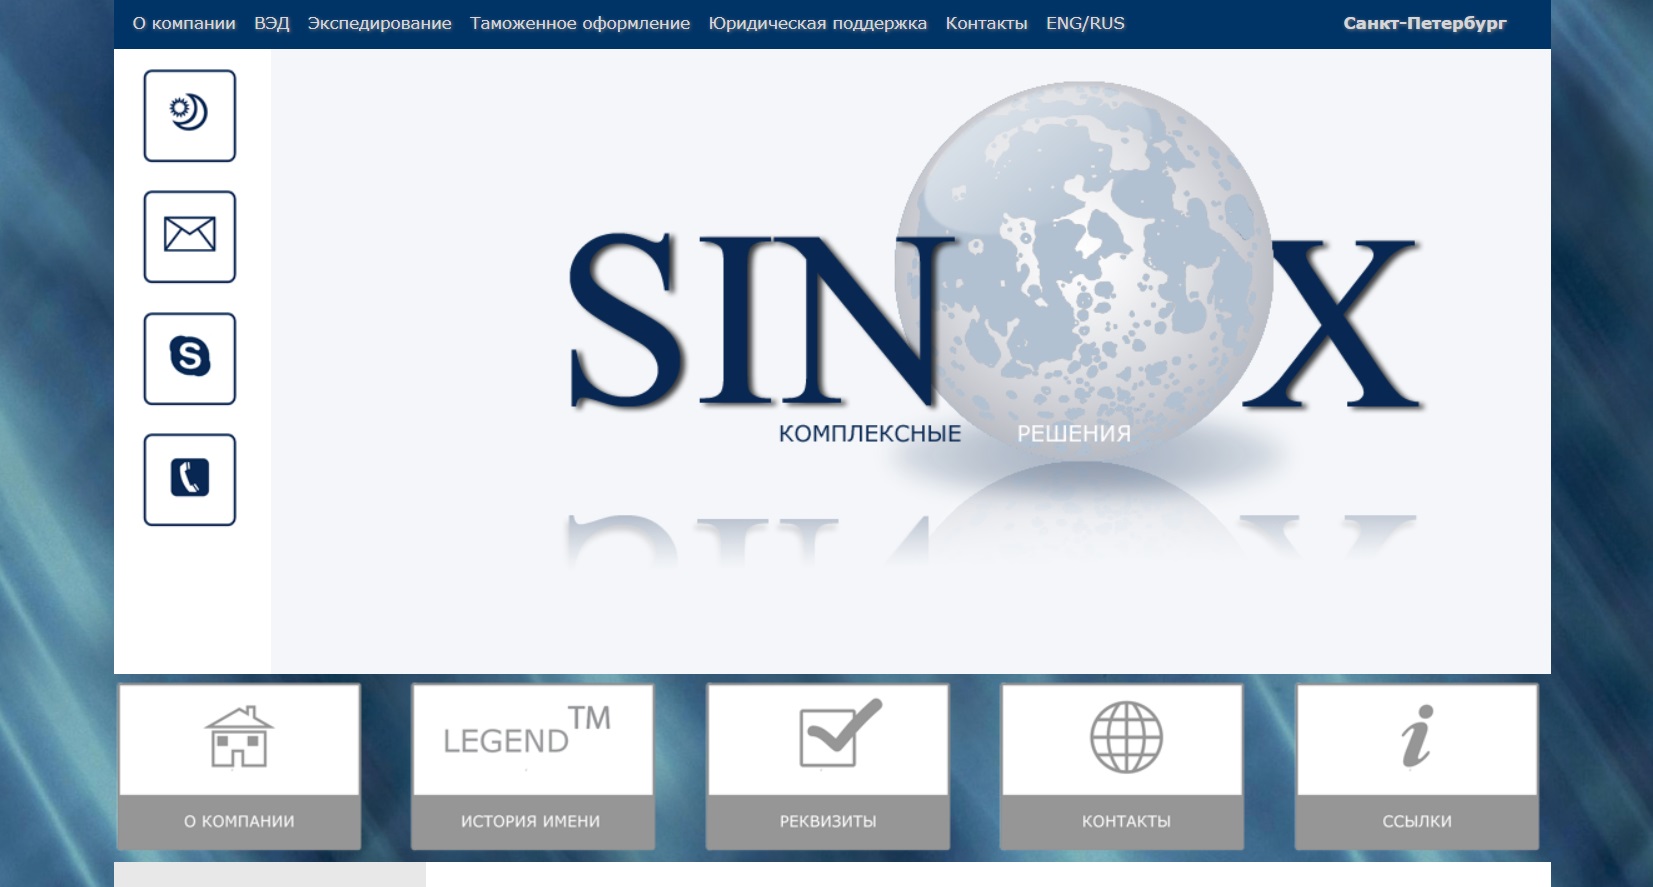 О компании ВЭД Экспедирование Таможенное оформление Юридическая поддержка Контакты ENG/RUS Санкт-Петербург
SINOX
КОМПЛЕКСНЫЕ РЕШЕНИЯ
LEGEND TM
О КОМПАНИИ ИСТОРИЯ ИМЕНИ РЕКВИЗИТЫ КОНТАКТЫ ССЫЛКИ